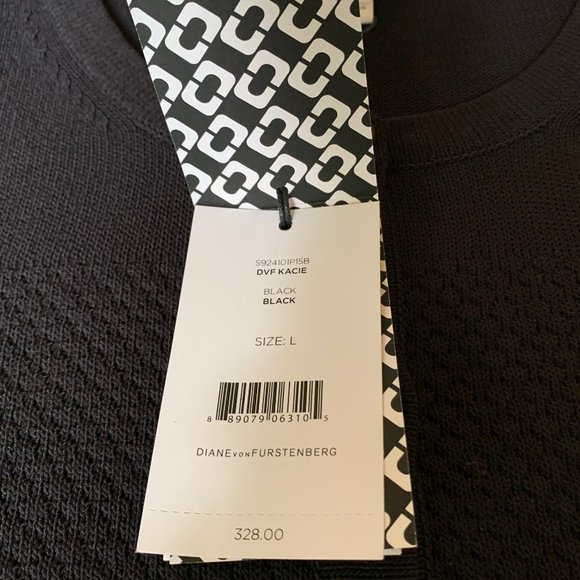 S924101P15B
DVF KACIE
BLACK
BLACK
SIZE: L
8 89079 06310 5
DIANE VON FURSTENBERG
328.00